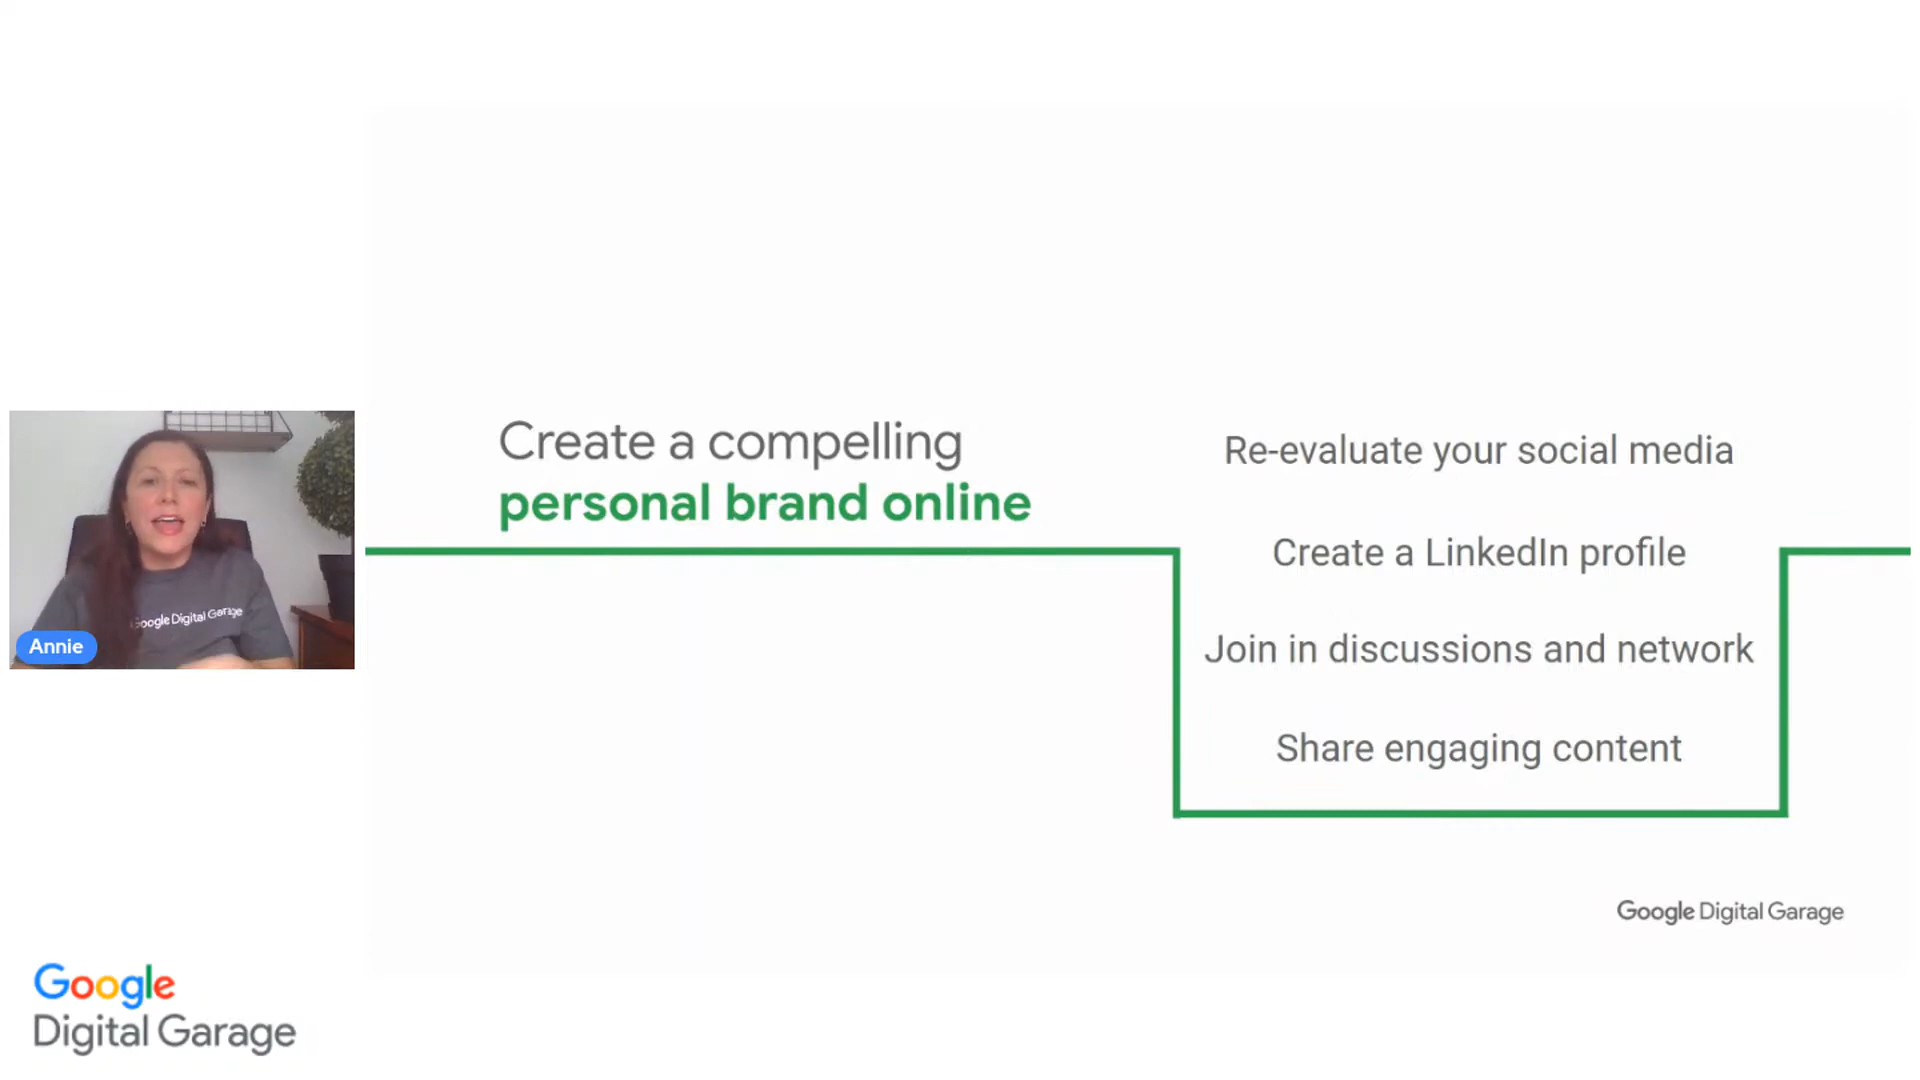 Create a compelling
personal brand online
Re-evaluate your social media
Create a LinkedIn profile
Join in discussions and network
Share engaging content
Google Digital Garage
Annie
Google Digital Garage
Google
Digital Garage